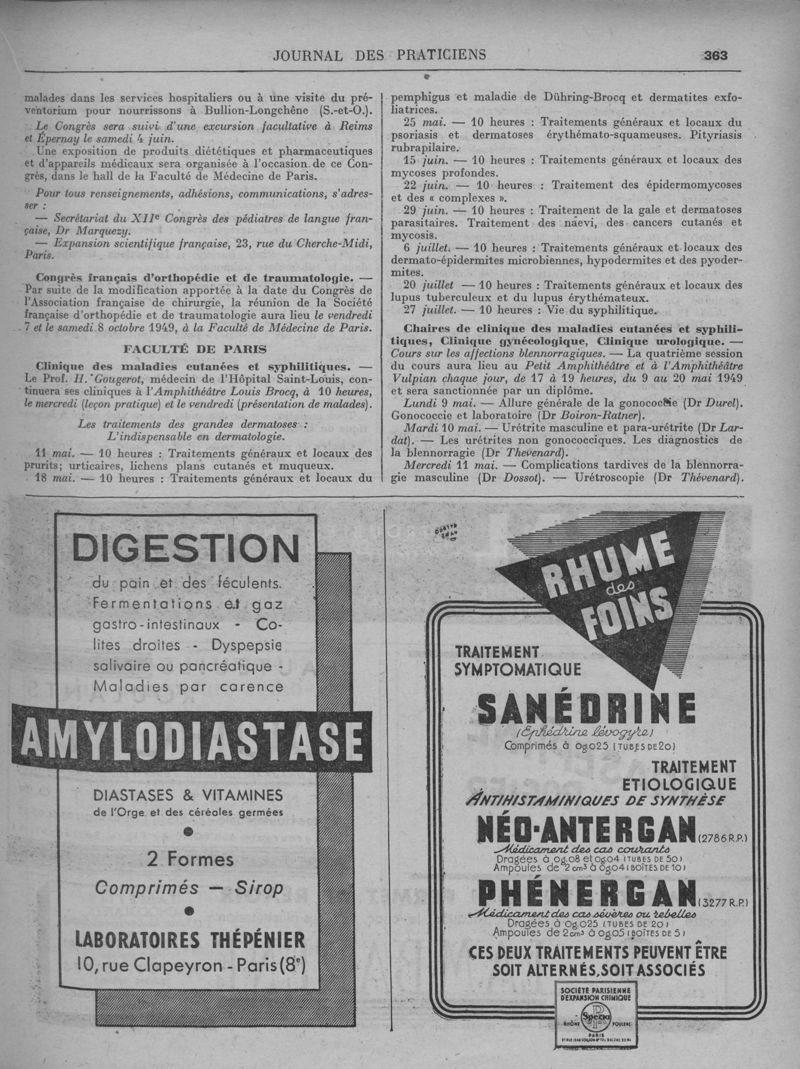 JOURNAL DES PRATICIENS 363
malades dans les services hospitaliers ou à une visite du pré-
ventorium pour nourrissons à Bullion-Longchêne (S.-et-O.).
Le Congrès sera suivi d'une excursion facultative à Reims
et Épernay le samedi 4 juin.
Une exposition de produits diététiques et pharmaceutiques
et d'appareils médicaux sera organisée à l'occasion de ce Con-
grès, dans le hall de la Faculté de Médecine de Paris.
Pour tous renseignements, adhésions, communications, s'adres-
ser :
— Secrétariat du XIIe Congrès des pédiatres de langue fran-
çaise, Dr Marquezy.
— Expansion scientifique française, 23, rue du Cherche-Midi,
Paris.
Congrès français d'orthopédie et de traumatologie. —
Par suite de la modification apportée à la date du Congrès de
l'Association française de chirurgie, la réunion de la Société
française d'orthopédie et de traumatologie aura lieu le vendredi
7 et le samedi 8 octobre 1949, à la Faculté de Médecine de Paris.
FACULTÉ DE PARIS
Clinique des maladies cutanées et syphilitiques. —
Le Prof. H. Gougerot, médecin de l'Hôpital Saint-Louis, con-
tinuera ses cliniques à l'Amphithéâtre Louis Brocq, à 10 heures,
le mercredi (leçon pratique) et le vendredi (présentation de malades).
Les traitements des grandes dermatoses :
L'indispensable en dermatologie.
11 mai. — 10 heures : Traitements généraux et locaux des
prurits; urticaires, lichens plans cutanés et muqueux.
18 mai. — 10 heures : Traitements généraux et locaux du
pemphigus et maladie de Dühring-Brocq et dermatites exfo-
liatrices.
25 mai. — 10 heures : Traitements généraux et locaux du
psoriasis et dermatoses érythémato-squameuses. Pityriasis
rubrapilaire.
15 juin. — 10 heures : Traitements généraux et locaux des
mycoses profondes.
22 juin. — 10 heures : Traitement des épidermomycoses
et des « complexes ».
29 juin. — 10 heures : Traitement de la gale et dermatoses
parasitaires. Traitement des naevi, des cancers cutanés et
mycosis.
6 juillet. — 10 heures : Traitements généraux et locaux des
dermato-épidermites microbiennes, hypodermites et des pyoder-
mites.
20 juillet — 10 heures : Traitements généraux et locaux des
lupus tuberculeux et du lupus érythémateux.
27 juillet. — 10 heures : Vie du syphilitique.
Chaires de clinique des maladies cutanées et syphili-
tiques, Clinique gynécologique, Clinique urologique. —
Cours sur les affections blennorragiques. — La quatrième session
du cours aura lieu au Petit Amphithéâtre et à l'Amphithéâtre
Vulpian chaque jour, de 17 à 19 heures, du 9 au 20 mai 1949
et sera sanctionnée par un diplôme.
Lundi 9 mai. — Allure générale de la gonococcie (Dr Durel).
Gonococcie et laboratoire (Dr Boiron-Ratner).
Mardi 10 mai. — Urétrite masculine et para-urétrite (Dr Lar-
dat). — Les urétrites non gonococciques. Les diagnostics de
la blennorragie (Dr Thevenard).
Mercredi 11 mai. — Complications tardives de la blennorra-
gie masculine (Dr Dossot). — Urétroscopie (Dr Thévenard).
DIGESTION
du pain et des féculents.
Fermentations et gaz
gastro-intestinaux - Co-
lites droites - Dyspepsie
salivaire ou pancréatique -
Maladies par carence
AMYLODIASTASE
DIASTASES & VITAMINES
de l'Orge et des céréales germées
2 Formes
Comprimés — Sirop
LABORATOIRES THÉPÉNIER
10, rue Clapeyron - Paris (8e)
RHUME
des
FOINS
TRAITEMENT
SYMPTOMATIQUE
SANÉDRINE
(Ephédrine lévogyre)
Comprimés à 0g.025 (TUBES DE 20)
TRAITEMENT
ETIOLOGIQUE
ANTIHISTAMINIQUES DE SYNTHÈSE
NÉO-ANTERGAN (2786 R.P.)
Médicament des cas courants
Dragées à 0g.08 et 0g.04 (TUBES DE 50)
Ampoules de 2 cm3 à 0g.04 (BOÎTES DE 10)
PHÉNERGAN (3277 R.P.)
Médicament des cas sévères ou rebelles
Dragées à 0g.025 (TUBES DE 20)
Ampoules de 2cm3 à 0g.05 (BOÎTES DE 5)
CES DEUX TRAITEMENTS PEUVENT ÊTRE
SOIT ALTERNÉS, SOIT ASSOCIÉS
SOCIÉTÉ PARISIENNE
D'EXPANSION CHIMIQUE
Specia
RHÔNE POULENC
PARIS